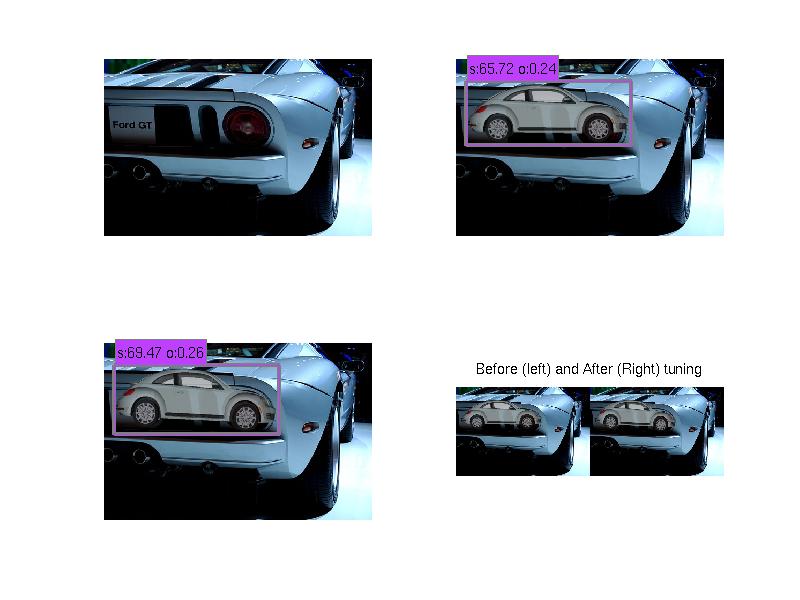 s:65.72 o:0.24
Ford GT
s:69.47 o:0.26
Before (left) and After (Right) tuning